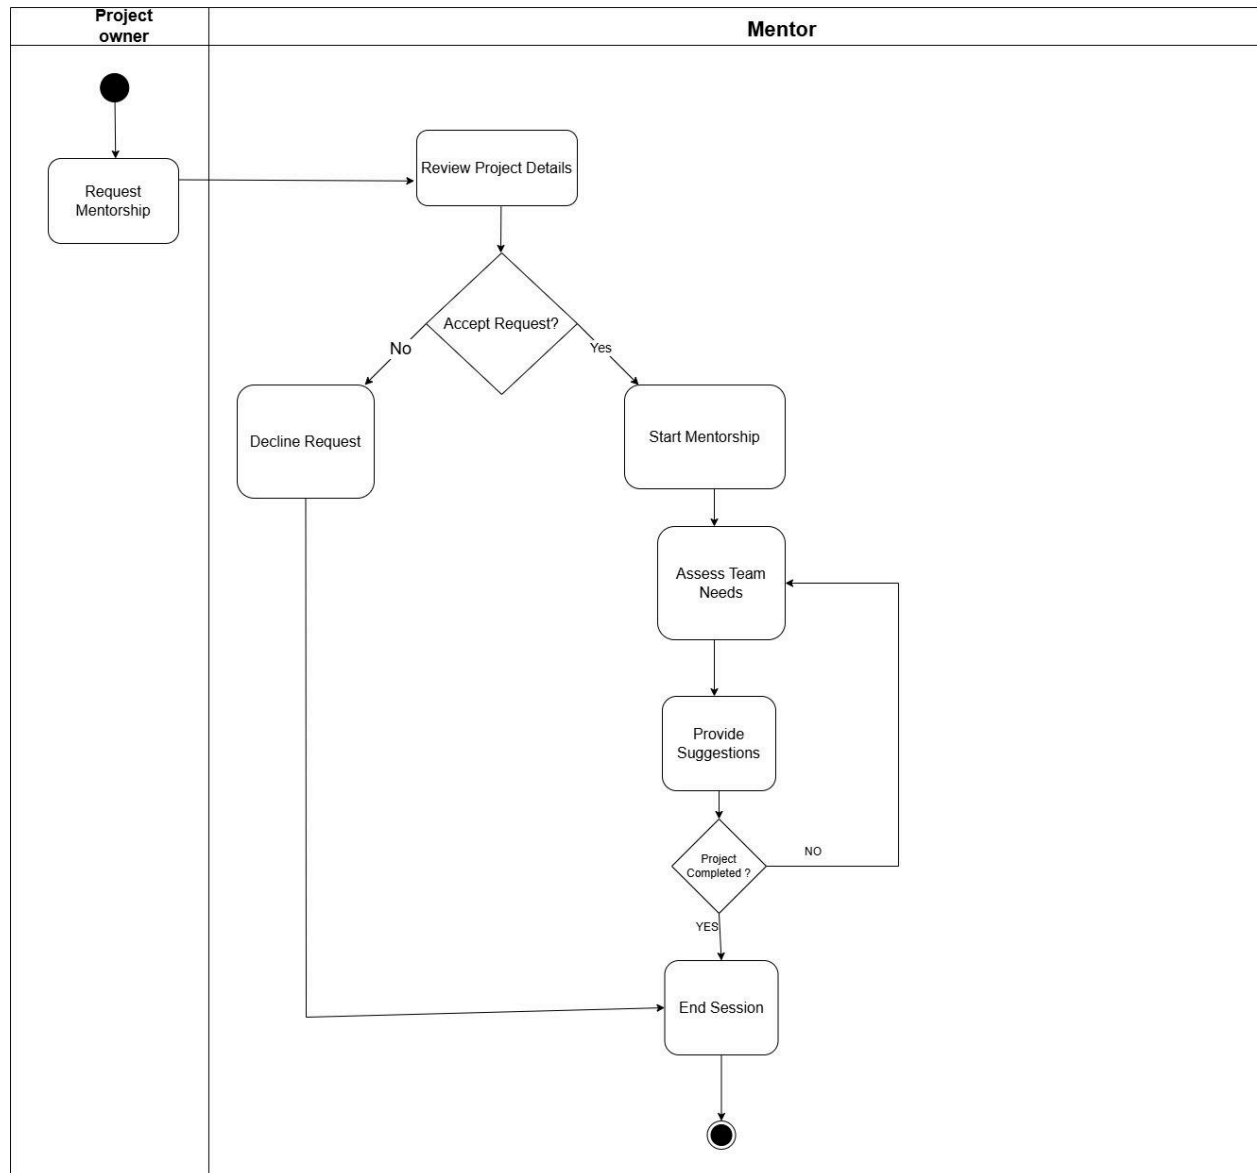 Project
owner
Mentor
Request
Mentorship
Review Project Details
Accept Request?
No
Yes
Decline Request
Start Mentorship
Assess Team
Needs
Provide
Suggestions
Project
Completed ?
NO
YES
End Session